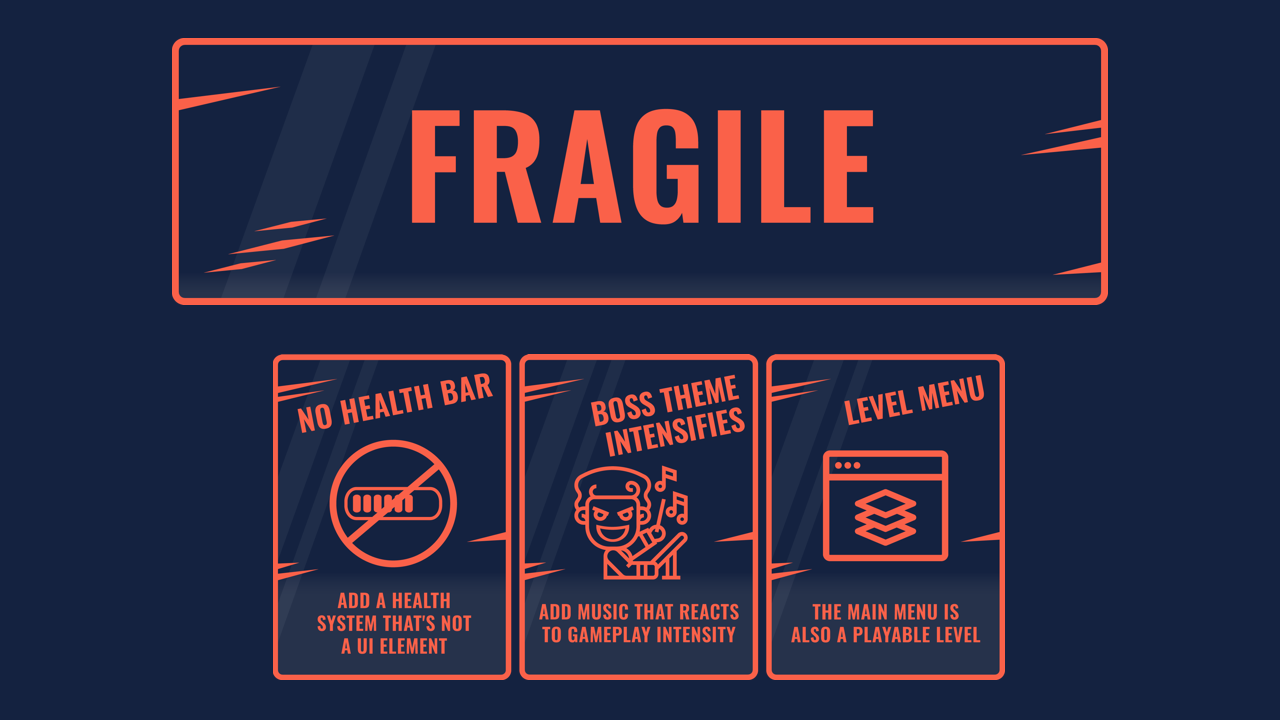 FRAGILE
NO HEALTH BAR
ADD A HEALTH
SYSTEM THAT'S NOT
A UI ELEMENT
BOSS THEME
INTENSIFIES
ADD MUSIC THAT REACTS
TO GAMEPLAY INTENSITY
LEVEL MENU
THE MAIN MENU IS
ALSO A PLAYABLE LEVEL